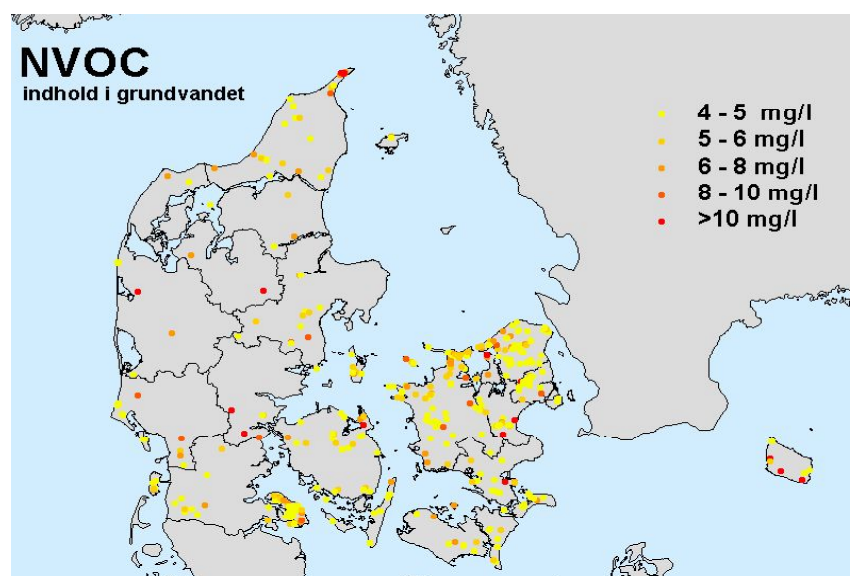 NVOC
indhold i grundvandet
4 - 5 mg/l
5 - 6 mg/l
6 - 8 mg/l
8 - 10 mg/l
>10 mg/l